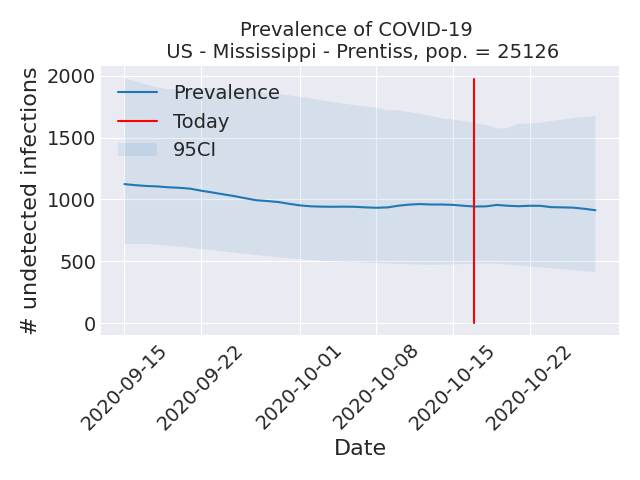 Prevalence of COVID-19
US - Mississippi - Prentiss, pop. = 25126
2000
1500
1000
500
0
# undetected infections
Prevalence
Today
95CI
2020-09-15
2020-09-22
2020-10-01
2020-10-08
2020-10-15
2020-10-22
Date